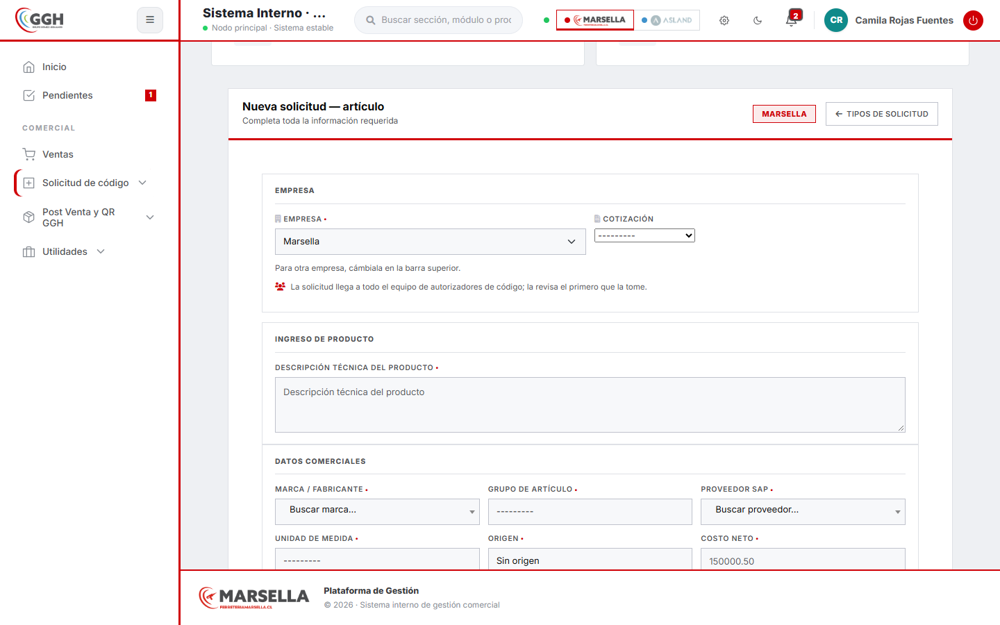 GGH
Inicio
Pendientes
1
COMERCIAL
Ventas
Solicitud de código
Post Venta y QR
GGH
Utilidades
Sistema Interno · ...
Nodo principal · Sistema estable
Buscar sección, módulo o proc
MARSELLA
ASLAND
2
CR
Camila Rojas Fuentes
Nueva solicitud — artículo
Completa toda la información requerida
MARSELLA
← TIPOS DE SOLICITUD
EMPRESA
EMPRESA •
COTIZACIÓN
Marsella
---------
Para otra empresa, cámbiala en la barra superior.
La solicitud llega a todo el equipo de autorizadores de código; la revisa el primero que la tome.
INGRESO DE PRODUCTO
DESCRIPCIÓN TÉCNICA DEL PRODUCTO •
Descripción técnica del producto
DATOS COMERCIALES
MARCA / FABRICANTE •
GRUPO DE ARTÍCULO •
PROVEEDOR SAP •
Buscar marca...
---------
Buscar proveedor...
UNIDAD DE MEDIDA •
ORIGEN •
COSTO NETO •
---------
Sin origen
150000.50
MARSELLA
FERRETERIAMARSELLA.CL
Plataforma de Gestión
© 2026 · Sistema interno de gestión comercial